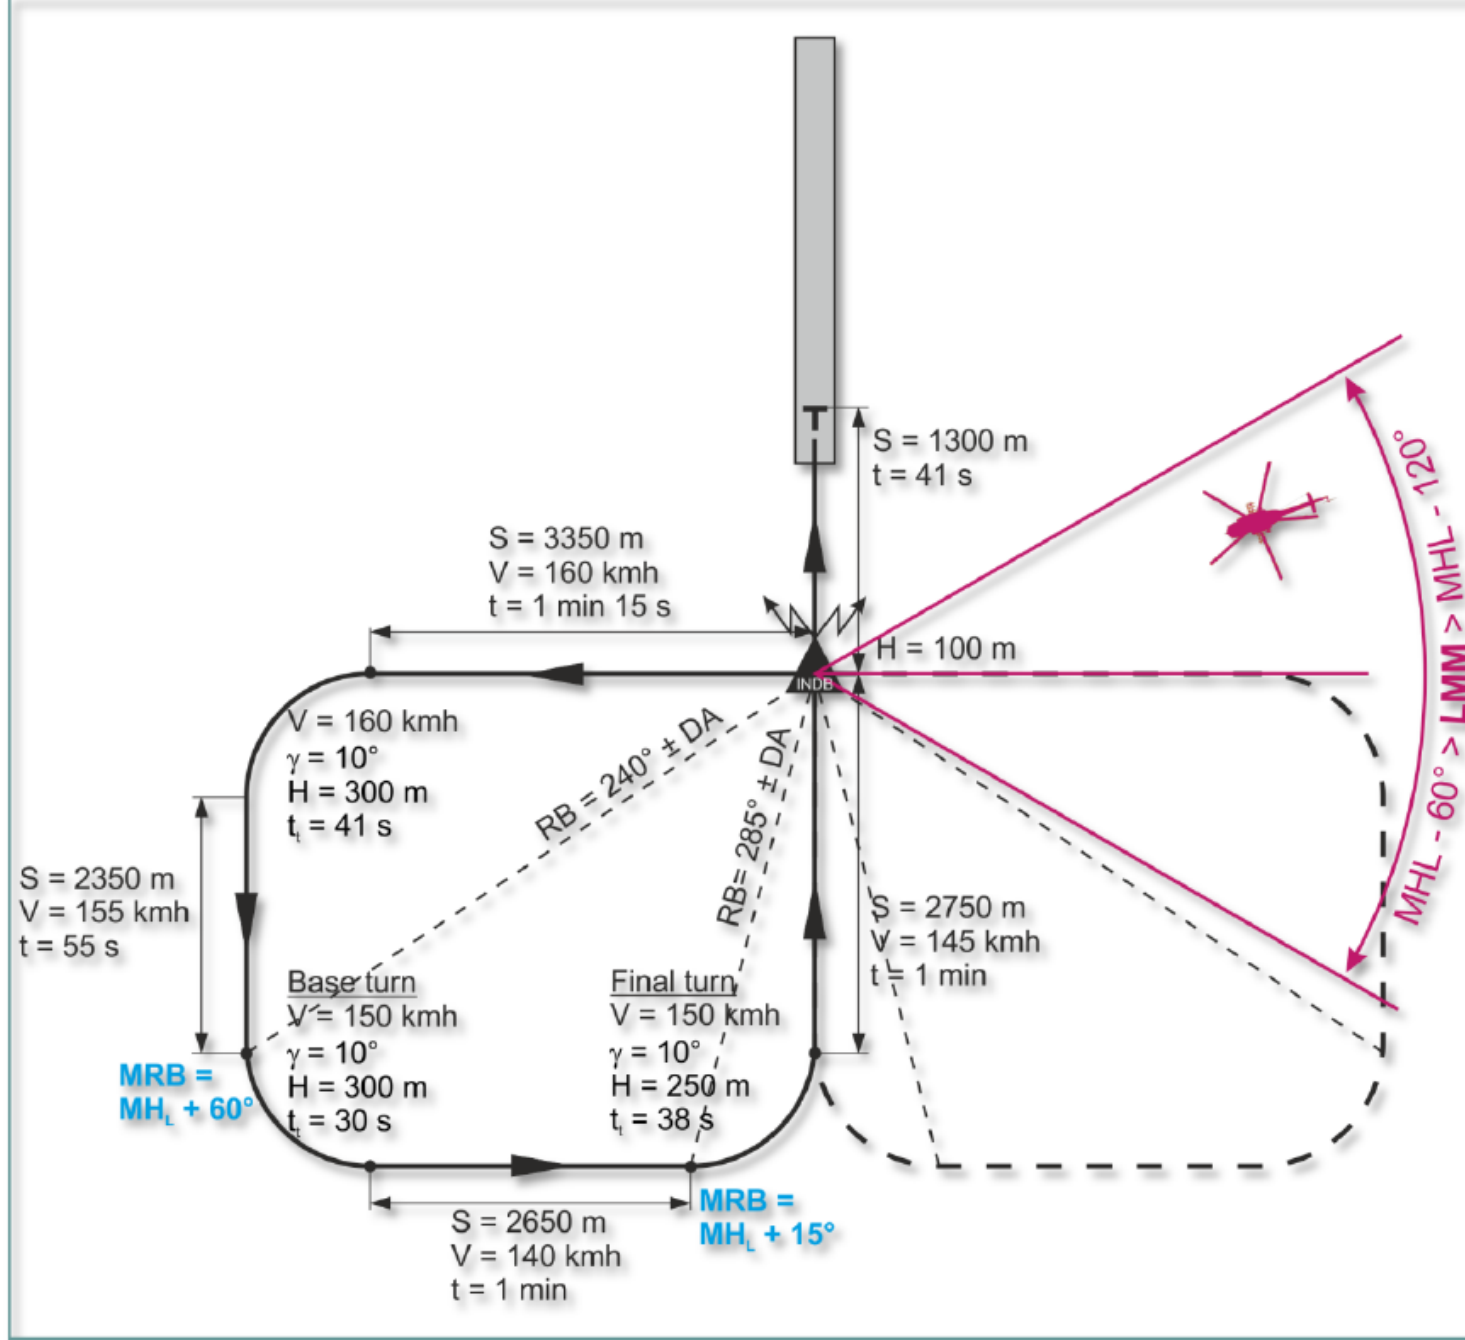 T
S = 1300 m
t = 41 s
S = 3350 m
V = 160 kmh
t = 1 min 15 s
H = 100 m
INDB
MHL - 60° > LMM > MHL - 120°
V = 160 kmh
γ = 10°
H = 300 m
tₜ = 41 s
RB = 240° ± DA
RB= 285° ± DA
S = 2350 m
V = 155 kmh
t = 55 s
S = 2750 m
V = 145 kmh
t = 1 min
Base turn
V = 150 kmh
γ = 10°
H = 300 m
tₜ = 30 s
Final turn
V = 150 kmh
γ = 10°
H = 250 m
tₜ = 38 s
MRB =
MH_L + 60°
MRB =
MH_L + 15°
S = 2650 m
V = 140 kmh
t = 1 min